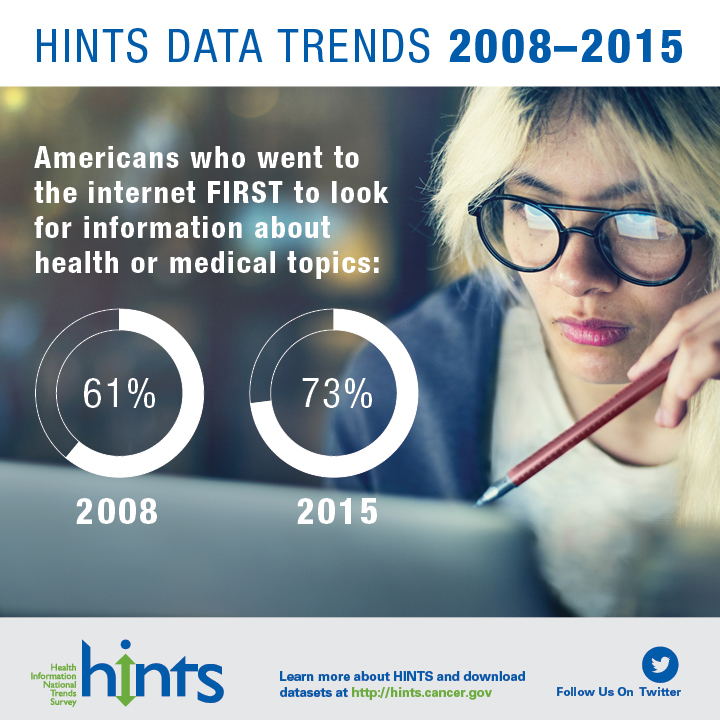 HINTS DATA TRENDS 2008–2015
Americans who went to
the internet FIRST to look
for information about
health or medical topics:
61%
2008
73%
2015
Health
Information
National
Trends
Survey
hints
Learn more about HINTS and download
datasets at http://hints.cancer.gov
Follow Us On Twitter